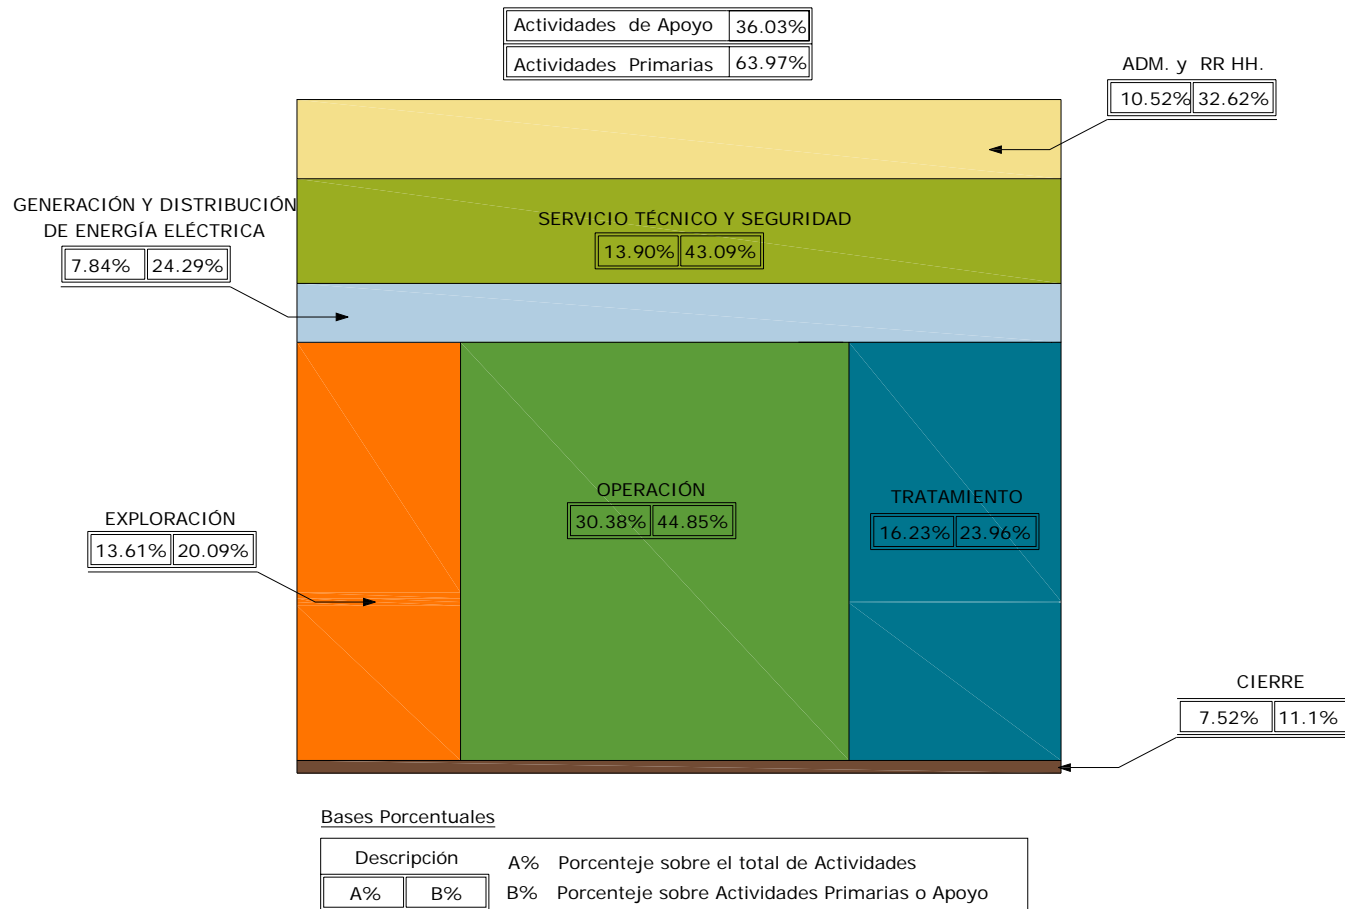 Actividades de Apoyo 36.03%
Actividades Primarias 63.97%
ADM. y RR HH.
10.52% 32.62%
GENERACIÓN Y DISTRIBUCIÓN
DE ENERGÍA ELÉCTRICA
7.84% 24.29%
SERVICIO TÉCNICO Y SEGURIDAD
13.90% 43.09%
OPERACIÓN
30.38% 44.85%
TRATAMIENTO
16.23% 23.96%
EXPLORACIÓN
13.61% 20.09%
CIERRE
7.52% 11.1%
Bases Porcentuales
Descripción
A% B%
A% Porcenteje sobre el total de Actividades
B% Porcenteje sobre Actividades Primarias o Apoyo